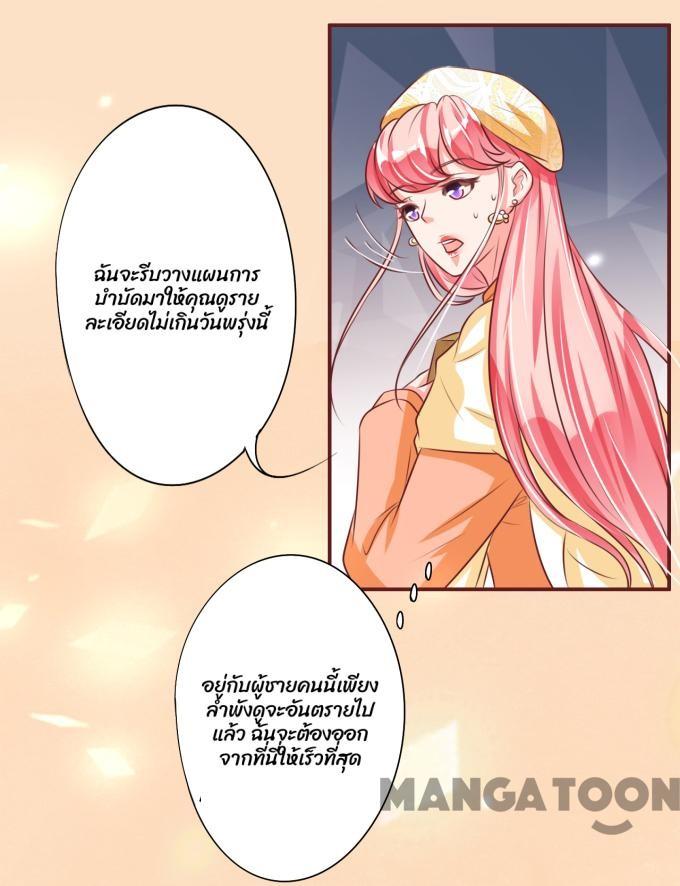 ฉันจะรีบวางแผนการ
บำบัดมาให้คุณดูราย
ละเอียดไม่เกินวันพรุ่งนี้
อยู่กับผู้ชายคนนี้เพียง
ลำพังดูจะอันตรายไป
แล้ว ฉันจะต้องออก
จากที่นี่ให้เร็วที่สุด
MANGATOON